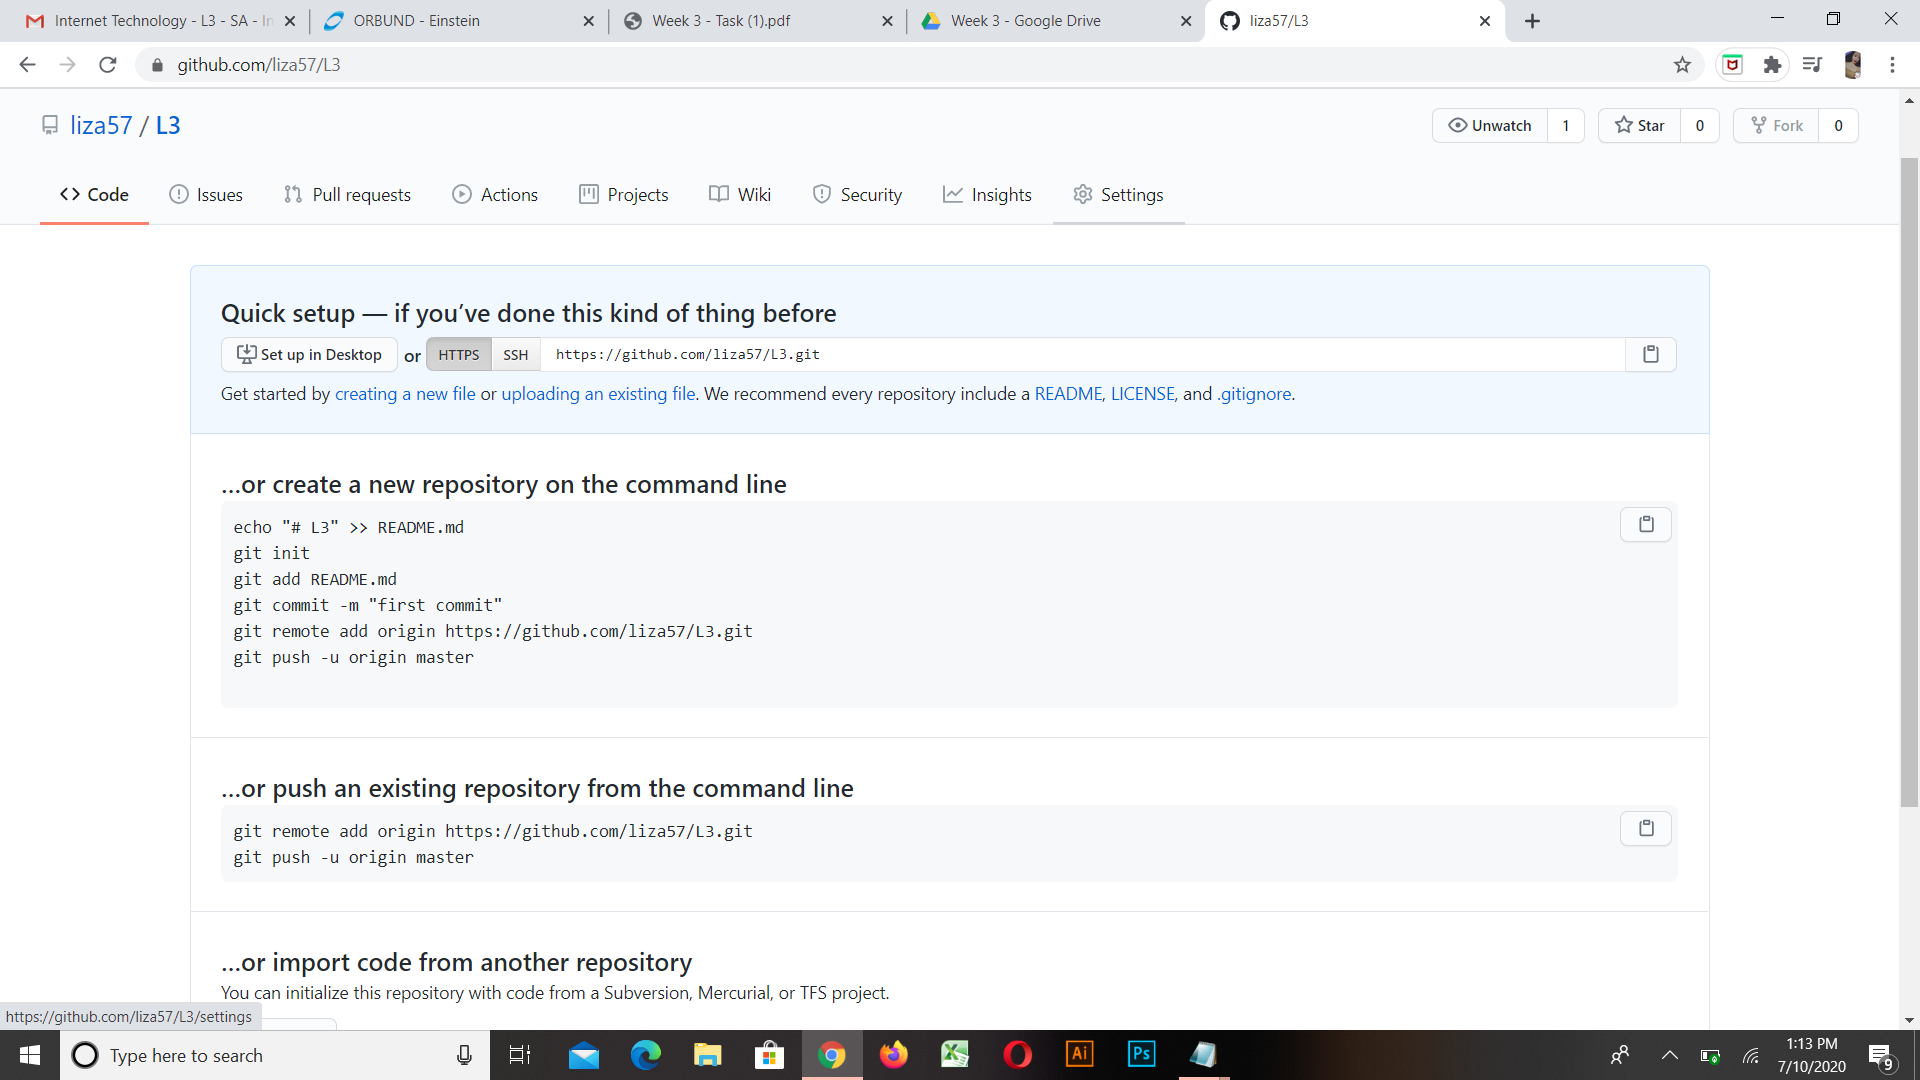 Internet Technology - L3 - SA - In
ORBUND - Einstein
Week 3 - Task (1).pdf
Week 3 - Google Drive
liza57/L3
github.com/liza57/L3
liza57 / L3
Unwatch 1
Star 0
Fork 0
Code
Issues
Pull requests
Actions
Projects
Wiki
Security
Insights
Settings
Quick setup — if you’ve done this kind of thing before
Set up in Desktop or HTTPS SSH https://github.com/liza57/L3.git
Get started by creating a new file or uploading an existing file. We recommend every repository include a README, LICENSE, and .gitignore.
…or create a new repository on the command line
echo "# L3" >> README.md
git init
git add README.md
git commit -m "first commit"
git remote add origin https://github.com/liza57/L3.git
git push -u origin master
…or push an existing repository from the command line
git remote add origin https://github.com/liza57/L3.git
git push -u origin master
…or import code from another repository
You can initialize this repository with code from a Subversion, Mercurial, or TFS project.
https://github.com/liza57/L3/settings
Type here to search
Ai
Ps
1:13 PM
7/10/2020
9